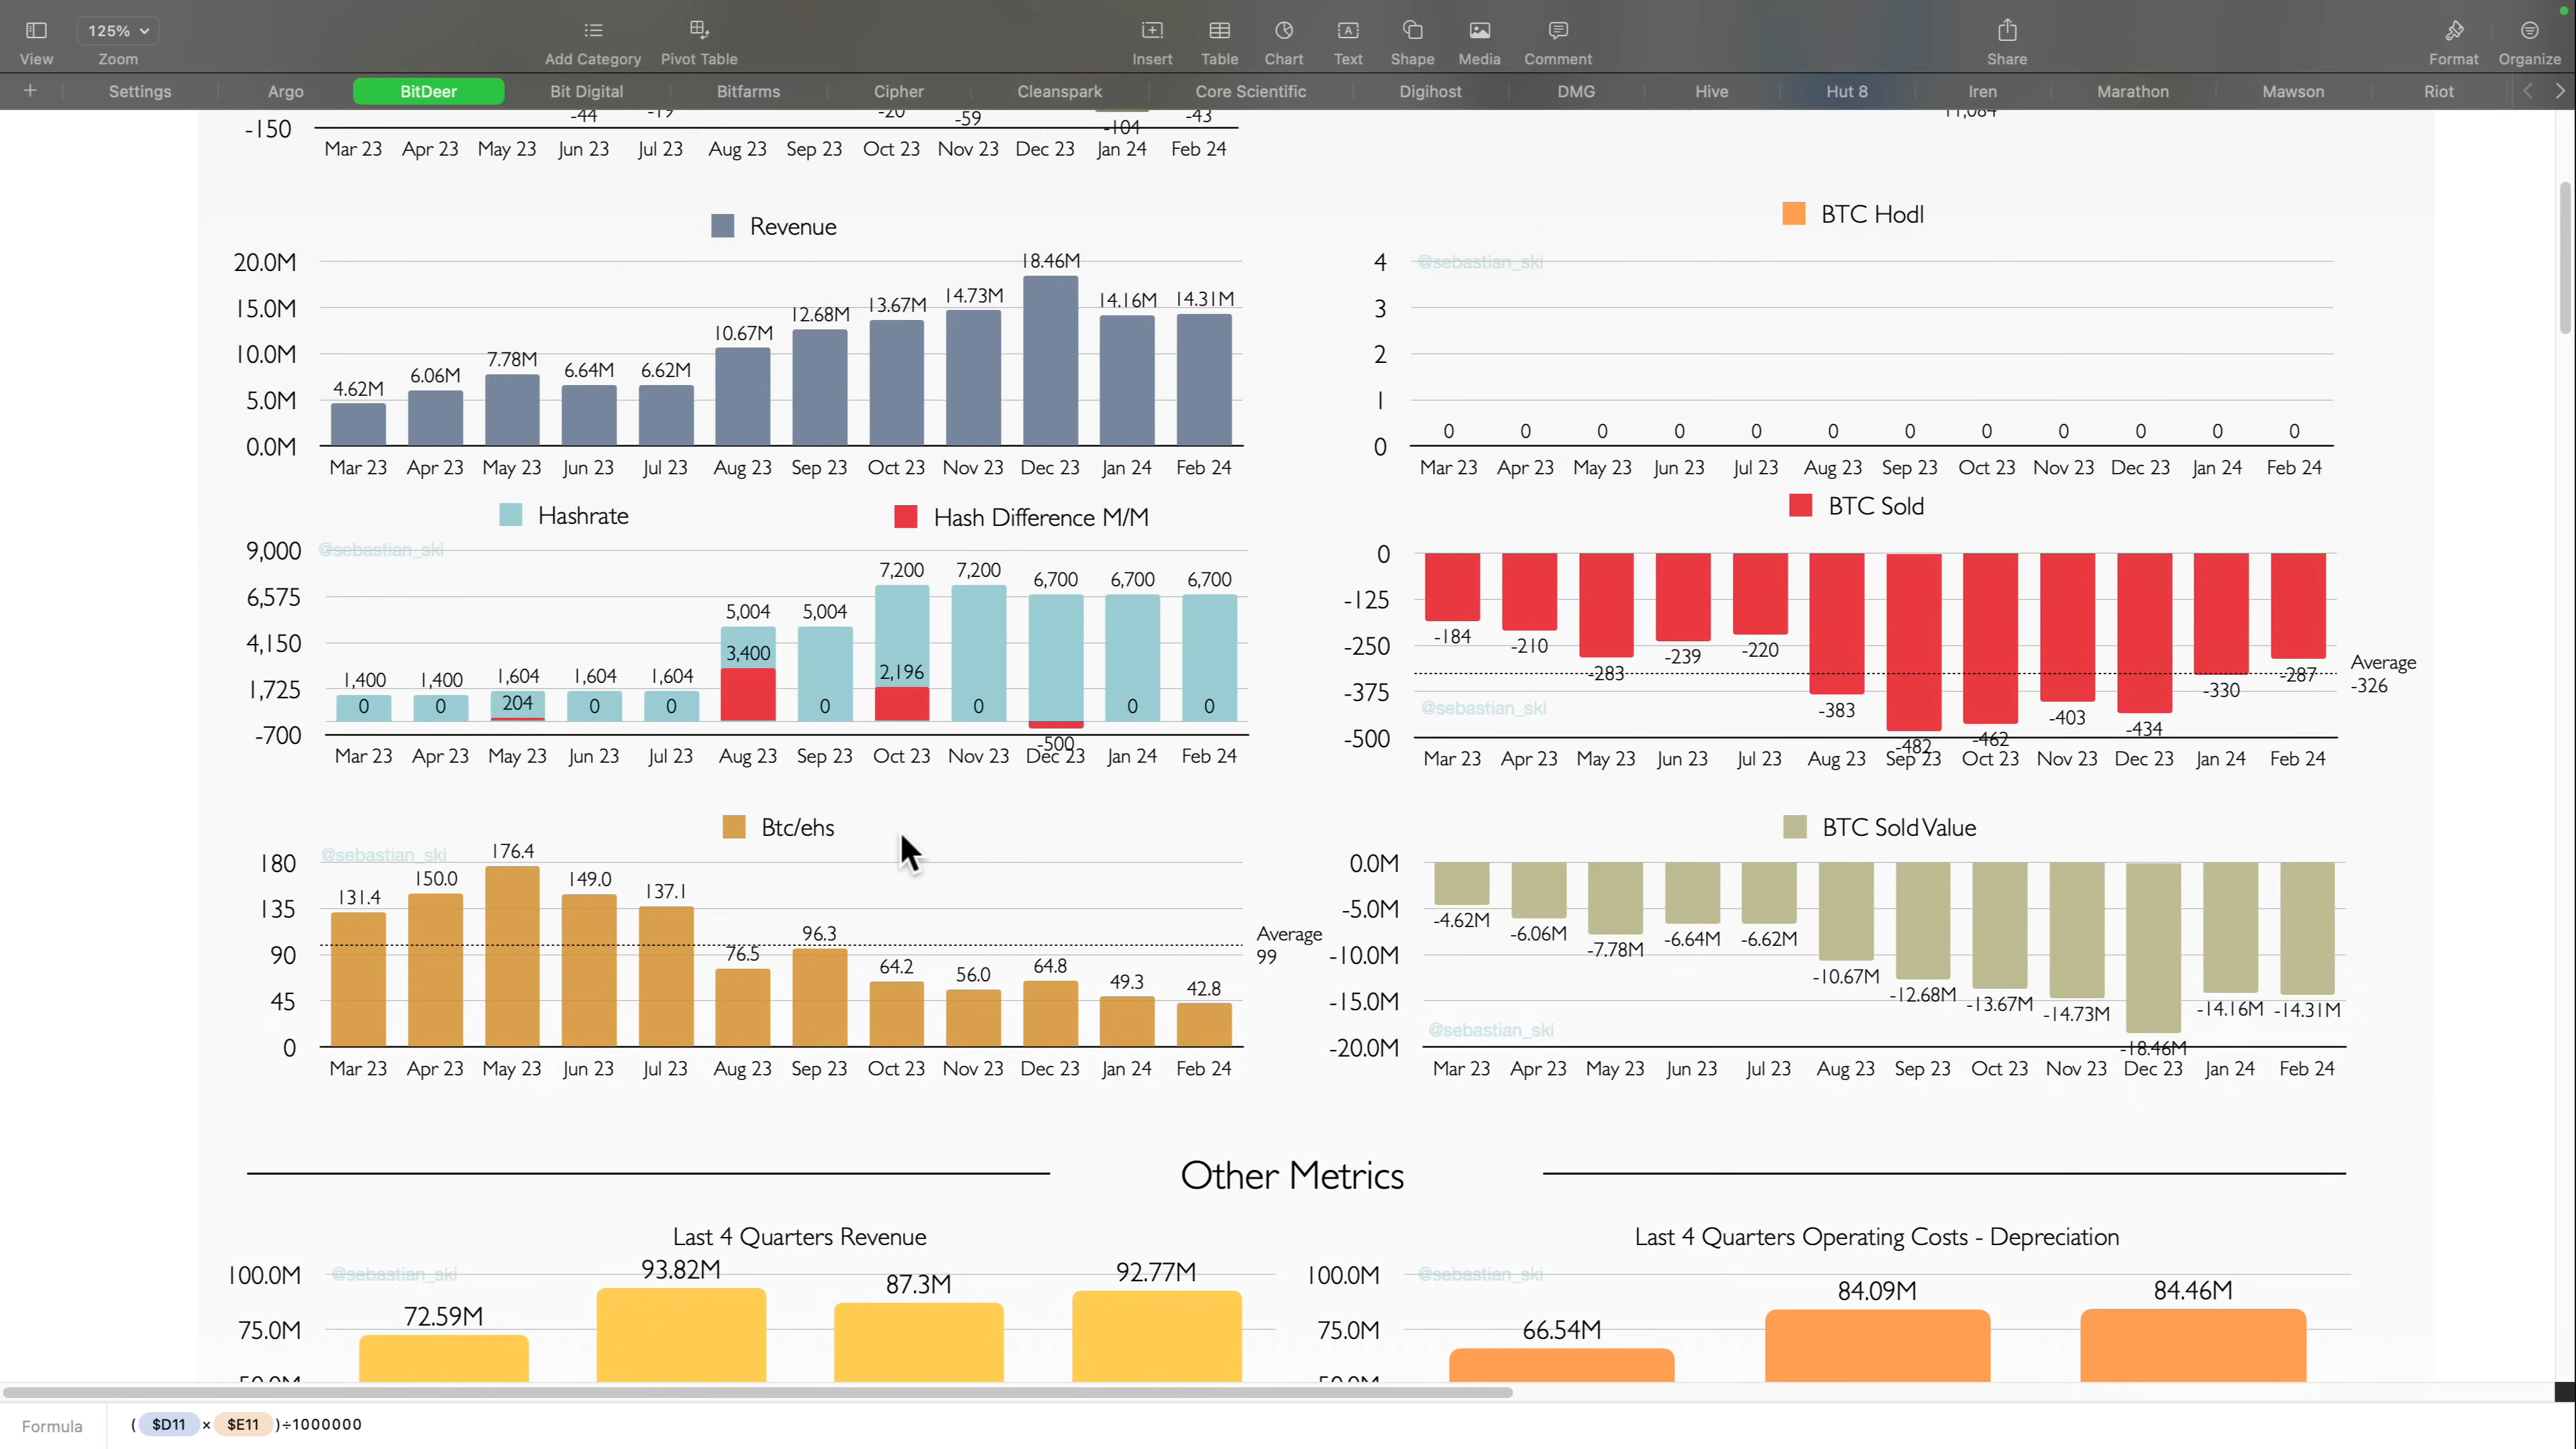 125%
View
Zoom
Add Category
Pivot Table
Insert
Table
Chart
Text
Shape
Media
Comment
Share
Format
Organize
Settings
Argo
BitDeer
Bit Digital
Bitfarms
Cipher
Cleanspark
Core Scientific
Digihost
DMG
Hive
Hut 8
Iren
Marathon
Mawson
Riot
-44 -19 -20 -59 -104 -43
-150
Mar 23 Apr 23 May 23 Jun 23 Jul 23 Aug 23 Sep 23 Oct 23 Nov 23 Dec 23 Jan 24 Feb 24
11,084
Revenue
20.0M
15.0M
10.0M
5.0M
0.0M
4.62M 6.06M 7.78M 6.64M 6.62M 10.67M 12.68M 13.67M 14.73M 18.46M 14.16M 14.31M
Mar 23 Apr 23 May 23 Jun 23 Jul 23 Aug 23 Sep 23 Oct 23 Nov 23 Dec 23 Jan 24 Feb 24
BTC Hodl
@sebastian_ski
4
3
2
1
0
0 0 0 0 0 0 0 0 0 0 0 0
Mar 23 Apr 23 May 23 Jun 23 Jul 23 Aug 23 Sep 23 Oct 23 Nov 23 Dec 23 Jan 24 Feb 24
Hashrate Hash Difference M/M
@sebastian_ski
9,000
6,575
4,150
1,725
-700
1,400 1,400 1,604 1,604 1,604 5,004 5,004 7,200 7,200 6,700 6,700 6,700
0 0 204 0 0 3,400 0 2,196 0 -500 0 0
Mar 23 Apr 23 May 23 Jun 23 Jul 23 Aug 23 Sep 23 Oct 23 Nov 23 Dec 23 Jan 24 Feb 24
BTC Sold
0
-125
-250
-375
-500
-184 -210 -283 -239 -220 -383 -482 -462 -403 -434 -330 -287
Average
-326
@sebastian_ski
Mar 23 Apr 23 May 23 Jun 23 Jul 23 Aug 23 Sep 23 Oct 23 Nov 23 Dec 23 Jan 24 Feb 24
Btc/ehs
@sebastian_ski
180
135
90
45
0
131.4 150.0 176.4 149.0 137.1 76.5 96.3 64.2 56.0 64.8 49.3 42.8
Average
99
Mar 23 Apr 23 May 23 Jun 23 Jul 23 Aug 23 Sep 23 Oct 23 Nov 23 Dec 23 Jan 24 Feb 24
BTC Sold Value
0.0M
-5.0M
-10.0M
-15.0M
-20.0M
-4.62M -6.06M -7.78M -6.64M -6.62M -10.67M -12.68M -13.67M -14.73M -18.46M -14.16M -14.31M
@sebastian_ski
Mar 23 Apr 23 May 23 Jun 23 Jul 23 Aug 23 Sep 23 Oct 23 Nov 23 Dec 23 Jan 24 Feb 24
Other Metrics
Last 4 Quarters Revenue
@sebastian_ski
100.0M
75.0M
50.0M
72.59M 93.82M 87.3M 92.77M
Last 4 Quarters Operating Costs - Depreciation
@sebastian_ski
100.0M
75.0M
50.0M
66.54M 84.09M 84.46M
Formula
($D11 × $E11)÷1000000